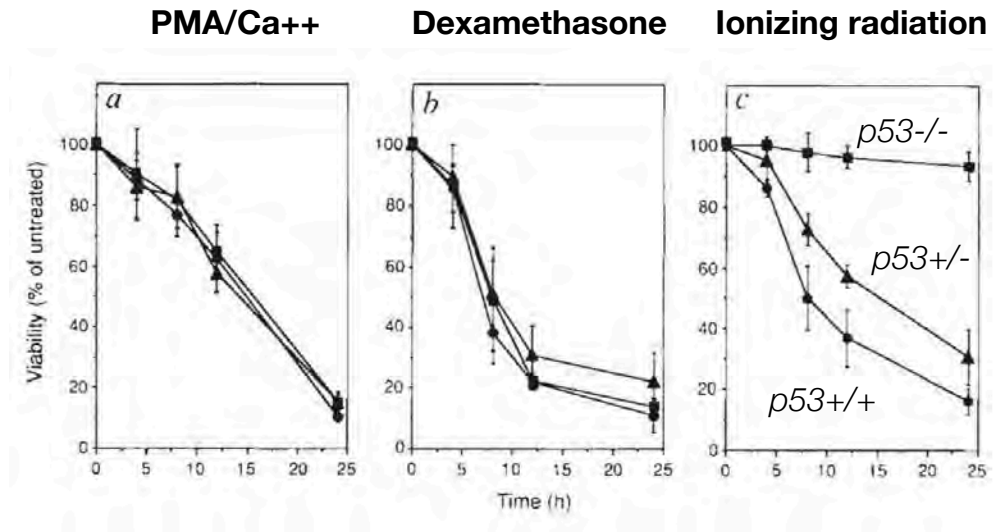 PMA/Ca++ Dexamethasone Ionizing radiation
a b c
Viability (% of untreated)
100 100 100
80 80 80
60 60 60
40 40 40
20 20 20
0 0 0
p53-/-
p53+/-
p53+/+
0 5 10 15 20 25 0 5 10 15 20 25 0 5 10 15 20 25
Time (h)